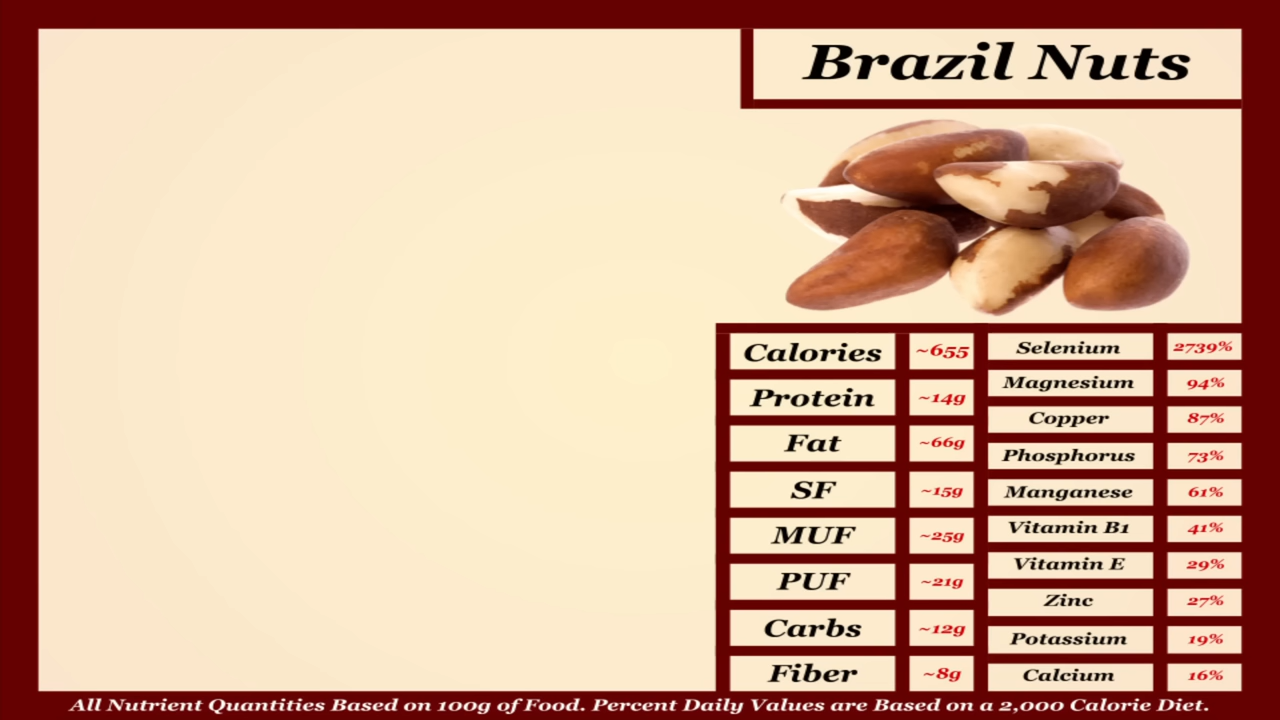 Brazil Nuts
Calories ~655
Protein ~14g
Fat ~66g
SF ~15g
MUF ~25g
PUF ~21g
Carbs ~12g
Fiber ~8g
Selenium 2739%
Magnesium 94%
Copper 87%
Phosphorus 73%
Manganese 61%
Vitamin B1 41%
Vitamin E 29%
Zinc 27%
Potassium 19%
Calcium 16%
All Nutrient Quantities Based on 100g of Food. Percent Daily Values are Based on a 2,000 Calorie Diet.